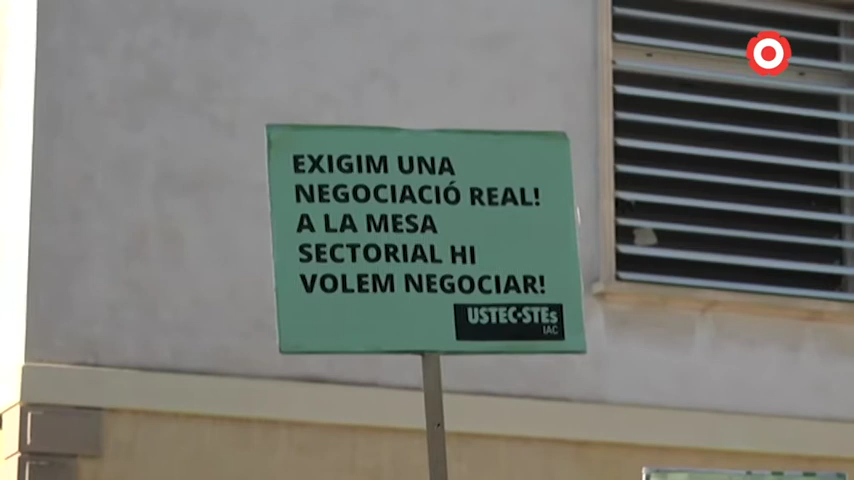 EXIGIM UNA
NEGOCIACIÓ REAL!
A LA MESA
SECTORIAL HI
VOLEM NEGOCIAR!
USTEC·STEs
IAC